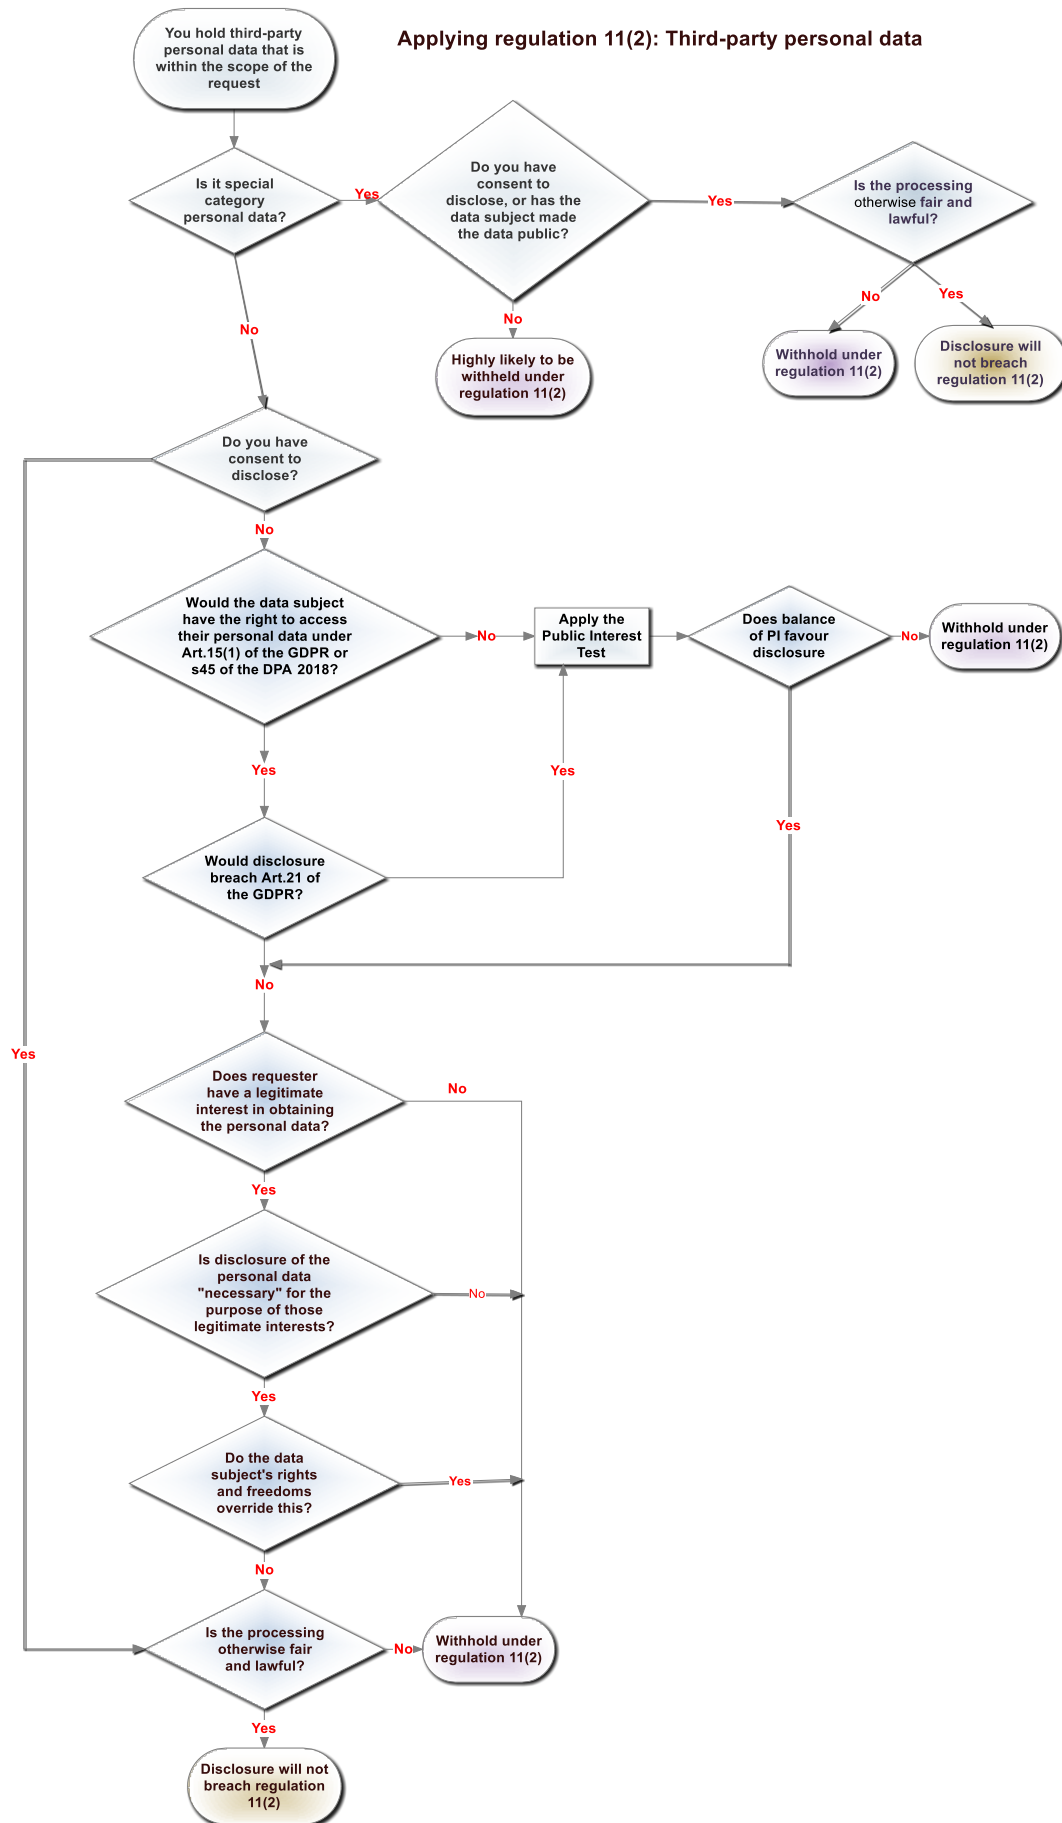 Applying regulation 11(2): Third-party personal data
You hold third-party
personal data that is
within the scope of the
request
Is it special
category
personal data?
Yes
Do you have
consent to
disclose, or has the
data subject made
the data public?
Yes
Is the processing
otherwise fair and
lawful?
No
Yes
No
Withhold under
regulation 11(2)
Disclosure will
not breach
regulation 11(2)
Highly likely to be
withheld under
regulation 11(2)
No
Do you have
consent to
disclose?
No
Would the data subject
have the right to access
their personal data under
Art.15(1) of the GDPR or
s45 of the DPA 2018?
No
Apply the
Public Interest
Test
Does balance
of PI favour
disclosure
No
Withhold under
regulation 11(2)
Yes
Yes
Yes
Would disclosure
breach Art.21 of
the GDPR?
No
Yes
Does requester
have a legitimate
interest in obtaining
the personal data?
No
Yes
Is disclosure of the
personal data
"necessary" for the
purpose of those
legitimate interests?
No
Yes
Do the data
subject's rights
and freedoms
override this?
Yes
No
Is the processing
otherwise fair
and lawful?
No
Withhold under
regulation 11(2)
Yes
Disclosure will not
breach regulation
11(2)